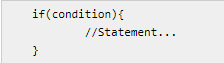 if(condition){
//Statement...
}